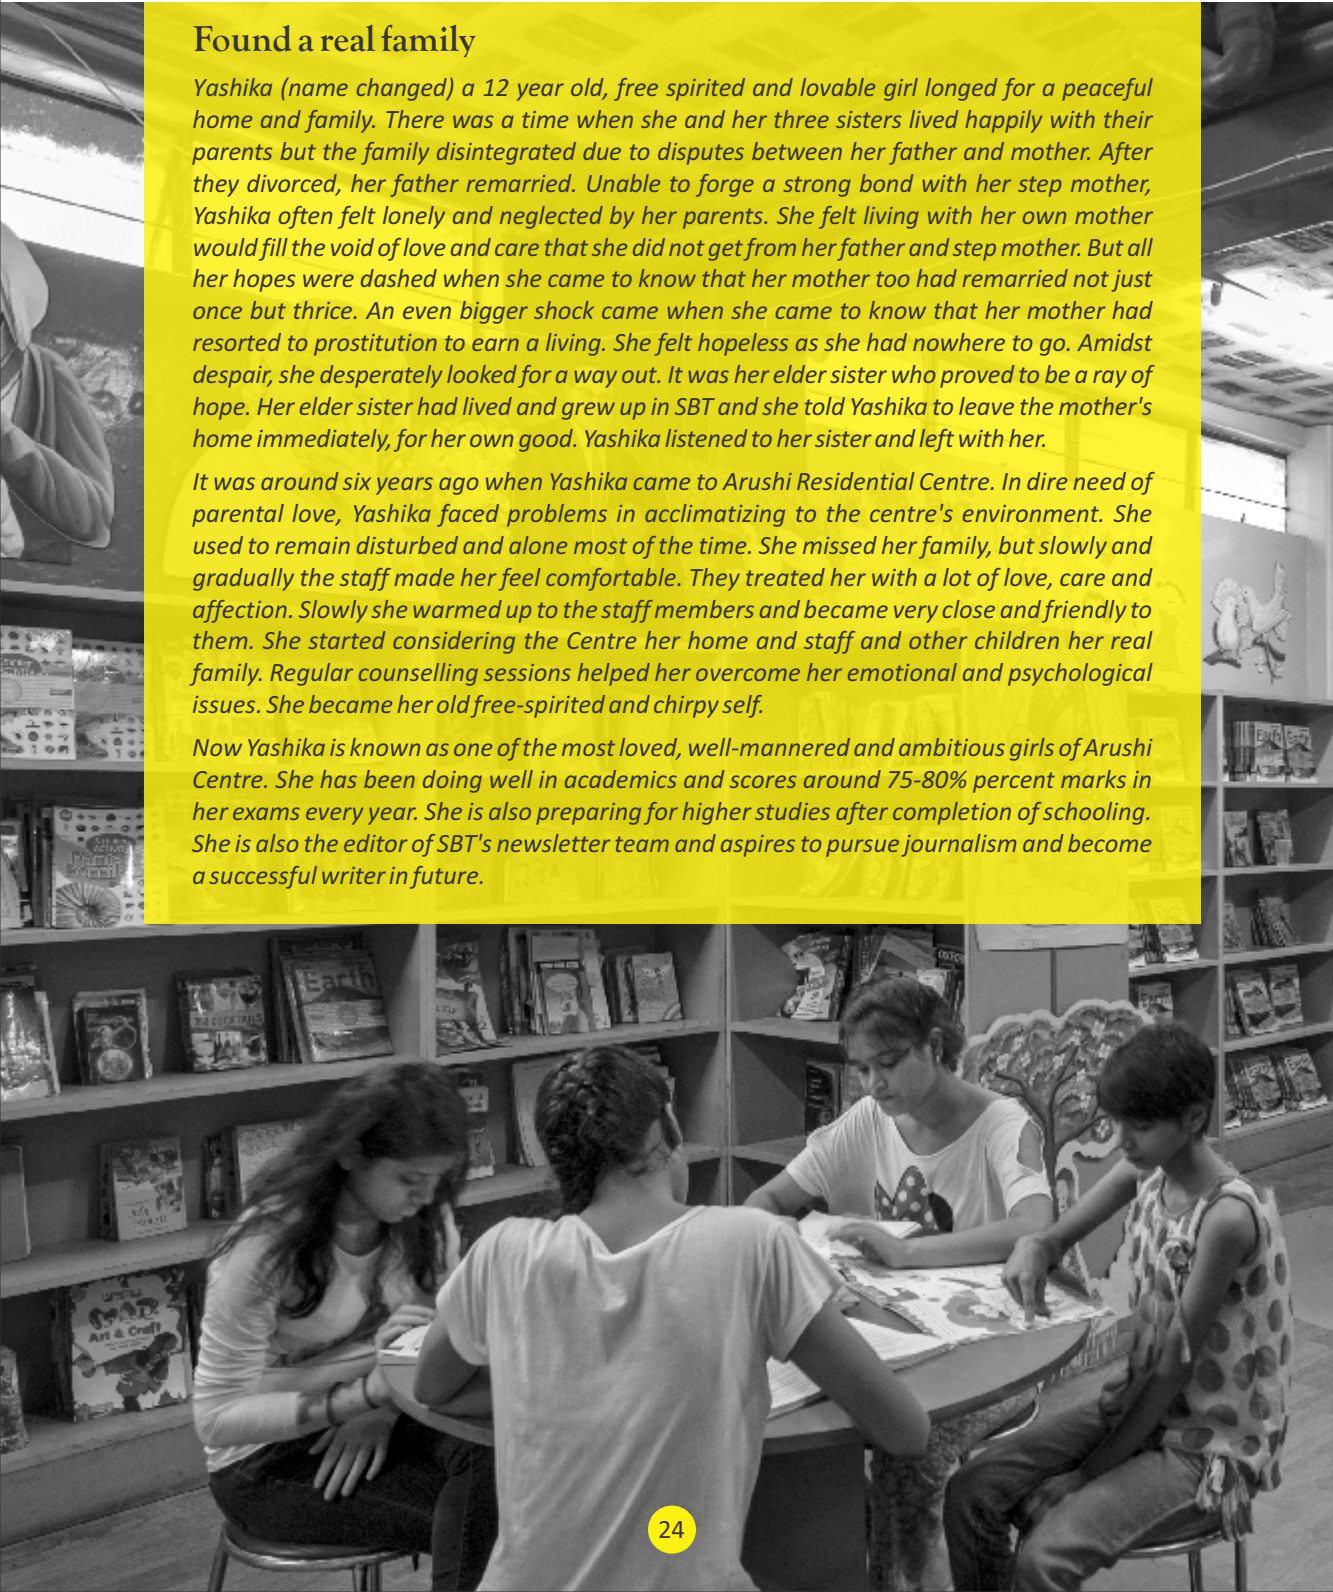 Found a real family
Yashika (name changed) a 12 year old, free spirited and lovable girl longed for a peaceful
home and family. There was a time when she and her three sisters lived happily with their
parents but the family disintegrated due to disputes between her father and mother. After
they divorced, her father remarried. Unable to forge a strong bond with her step mother,
Yashika often felt lonely and neglected by her parents. She felt living with her own mother
would fill the void of love and care that she did not get from her father and step mother. But all
her hopes were dashed when she came to know that her mother too had remarried not just
once but thrice. An even bigger shock came when she came to know that her mother had
resorted to prostitution to earn a living. She felt hopeless as she had nowhere to go. Amidst
despair, she desperately looked for a way out. It was her elder sister who proved to be a ray of
hope. Her elder sister had lived and grew up in SBT and she told Yashika to leave the mother's
home immediately, for her own good. Yashika listened to her sister and left with her.
It was around six years ago when Yashika came to Arushi Residential Centre. In dire need of
parental love, Yashika faced problems in acclimatizing to the centre's environment. She
used to remain disturbed and alone most of the time. She missed her family, but slowly and
gradually the staff made her feel comfortable. They treated her with a lot of love, care and
affection. Slowly she warmed up to the staff members and became very close and friendly to
them. She started considering the Centre her home and staff and other children her real
family. Regular counselling sessions helped her overcome her emotional and psychological
issues. She became her old free-spirited and chirpy self.
Now Yashika is known as one of the most loved, well-mannered and ambitious girls of Arushi
Centre. She has been doing well in academics and scores around 75-80% percent marks in
her exams every year. She is also preparing for higher studies after completion of schooling.
She is also the editor of SBT's newsletter team and aspires to pursue journalism and become
a successful writer in future.
Earth
Earth
Art & Craft
24